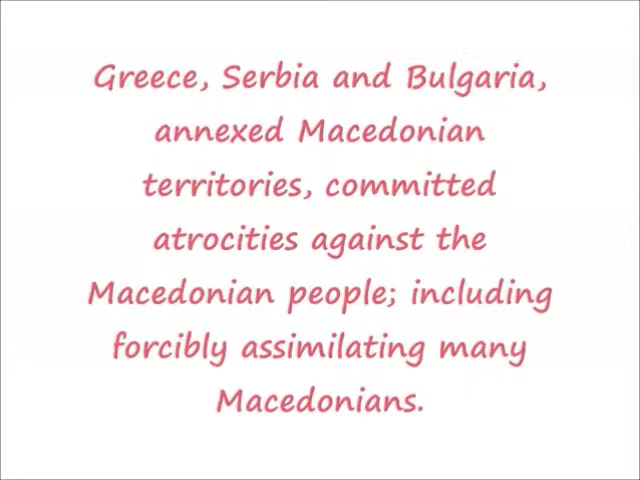 Greece, Serbia and Bulgaria,
annexed Macedonian
territories, committed
atrocities against the
Macedonian people; including
forcibly assimilating many
Macedonians.